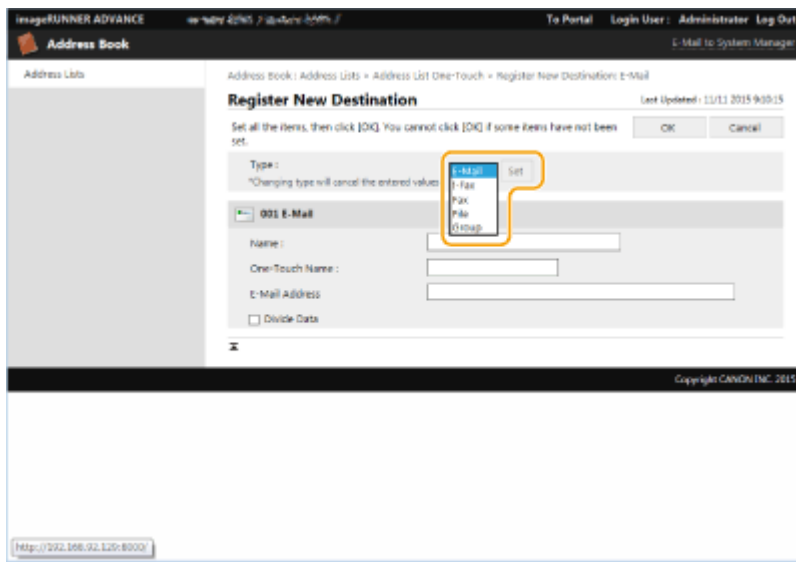 imageRUNNER ADVANCE
To Portal Login User : Administrator Log Out
Address Book
E-Mail to System Manager
Address Lists
Address Book : Address Lists > Address List One-Touch > Register New Destination: E-Mail
Register New Destination
Last Updated : 11/11 2015 9:10:15
Set all the items, then click [OK]. You cannot click [OK] if some items have not been set.
OK
Cancel
Type :
*Changing type will cancel the entered values
E-Mail
I-Fax
Fax
File
Group
Set
001 E-Mail
Name :
One-Touch Name :
E-Mail Address
Divide Data
Copyright CANON INC. 2015